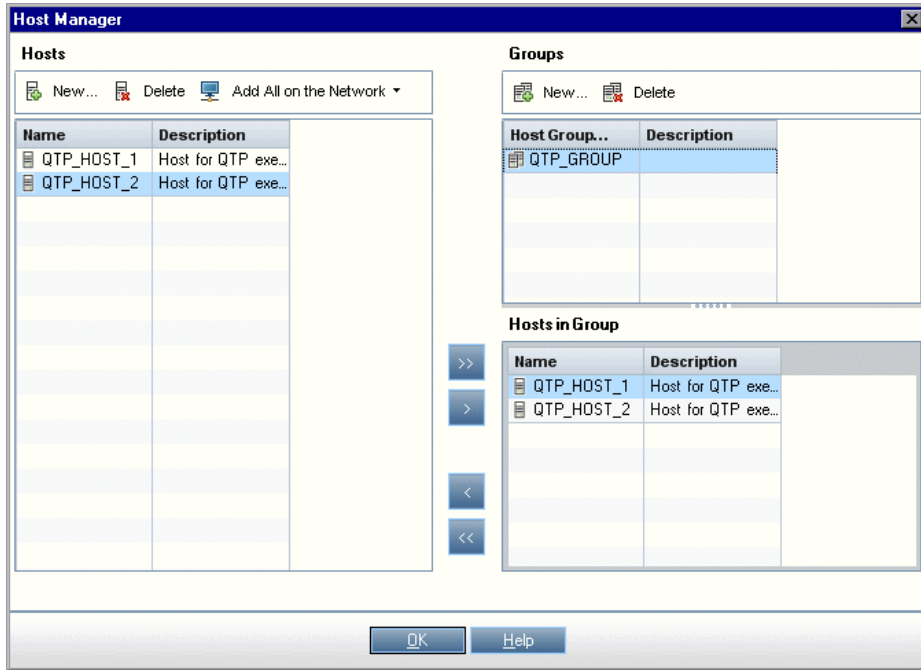 Host Manager
Hosts
New... Delete Add All on the Network
Name Description
QTP_HOST_1 Host for QTP exe...
QTP_HOST_2 Host for QTP exe...
Groups
New... Delete
Host Group... Description
QTP_GROUP
Hosts in Group
>>
>
<
<<
Name Description
QTP_HOST_1 Host for QTP exe...
QTP_HOST_2 Host for QTP exe...
OK Help